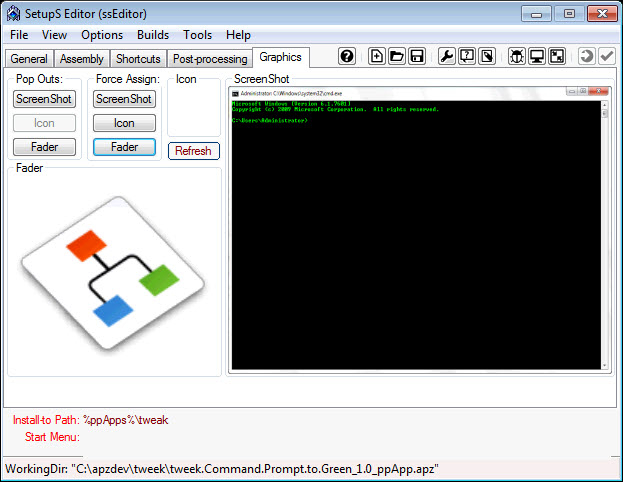 SetupS Editor (ssEditor)
File View Options Builds Tools Help
General Assembly Shortcuts Post-processing Graphics
Pop Outs: Force Assign: Icon ScreenShot
ScreenShot ScreenShot
Icon Icon
Fader Fader Refresh
Administrator: C:\Windows\system32\cmd.exe
Microsoft Windows [Version 6.1.7601]
Copyright (c) 2009 Microsoft Corporation. All rights reserved.
C:\Users\Administrator>
Fader
Install-to Path: %ppApps%\tweak
Start Menu:
WorkingDir: "C:\apzdev\tweek\tweek.Command.Prompt.to.Green_1.0_ppApp.apz"